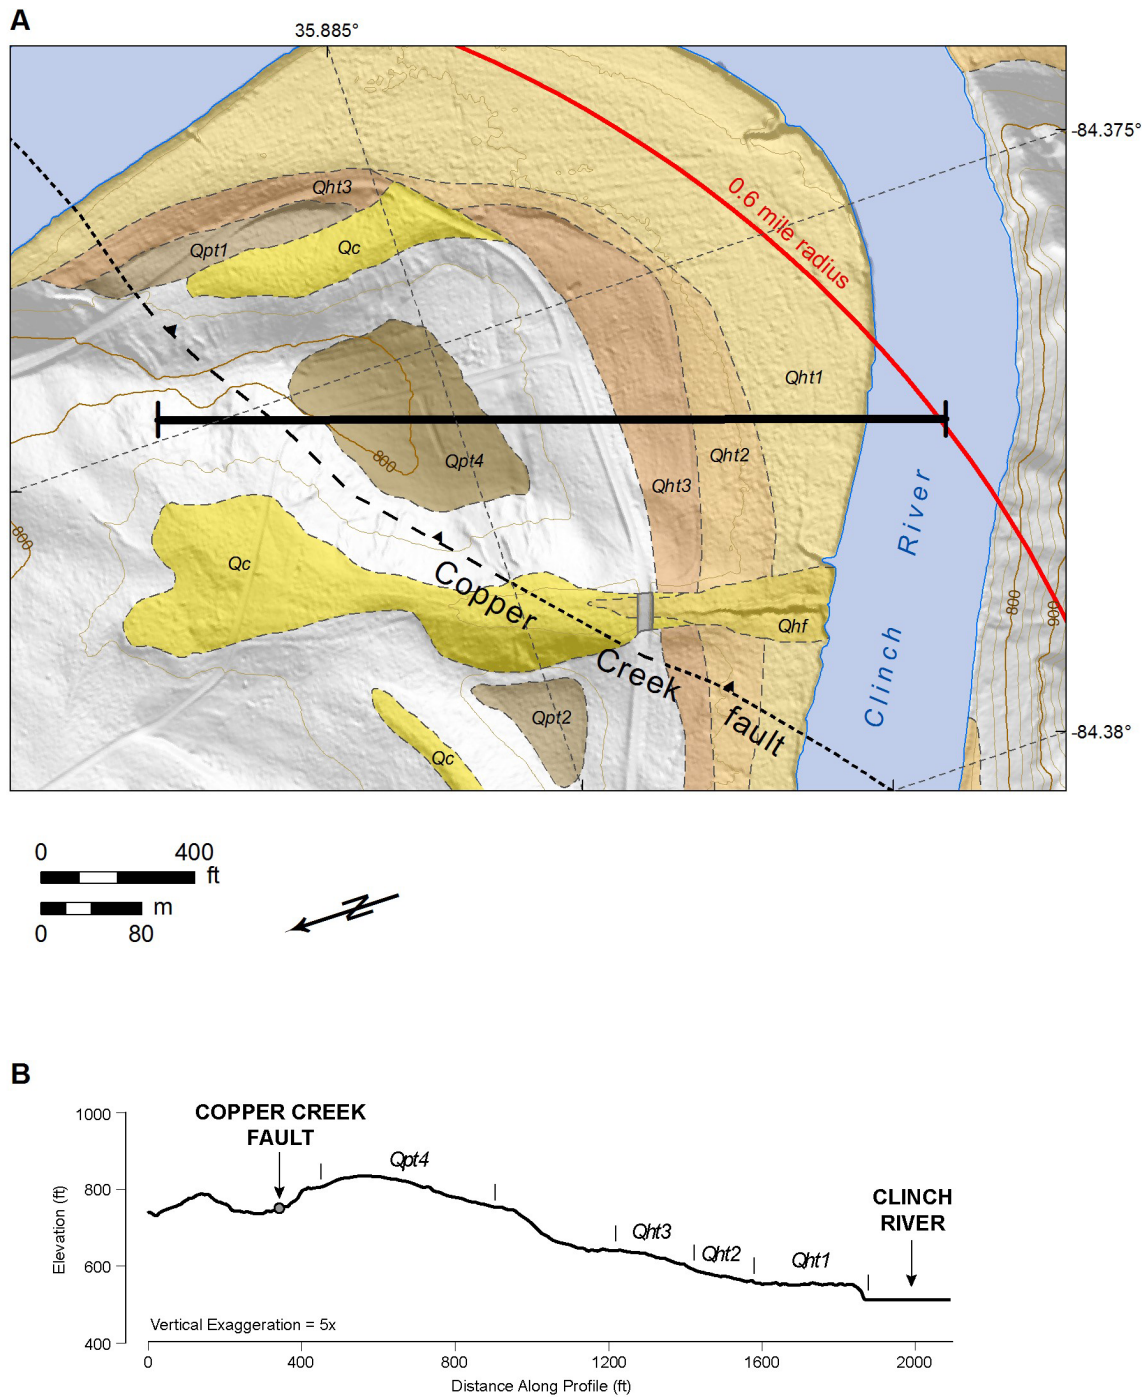 A
35.885°
-84.375°
0.6 mile radius
Qht3
Qpt1
Qc
Qht1
800
Qpt4
Qht2
Qht3
800
Qc
Clinch River
Copper Creek fault
800
900
Qhf
Qpt2
Qc
-84.38°
0 400
ft
m
0 80
N
B
COPPER CREEK
FAULT
Qpt4
CLINCH
RIVER
Qht3
Qht2
Qht1
1000
800
600
400
Elevation (ft)
Vertical Exaggeration = 5x
0 400 800 1200 1600 2000
Distance Along Profile (ft)